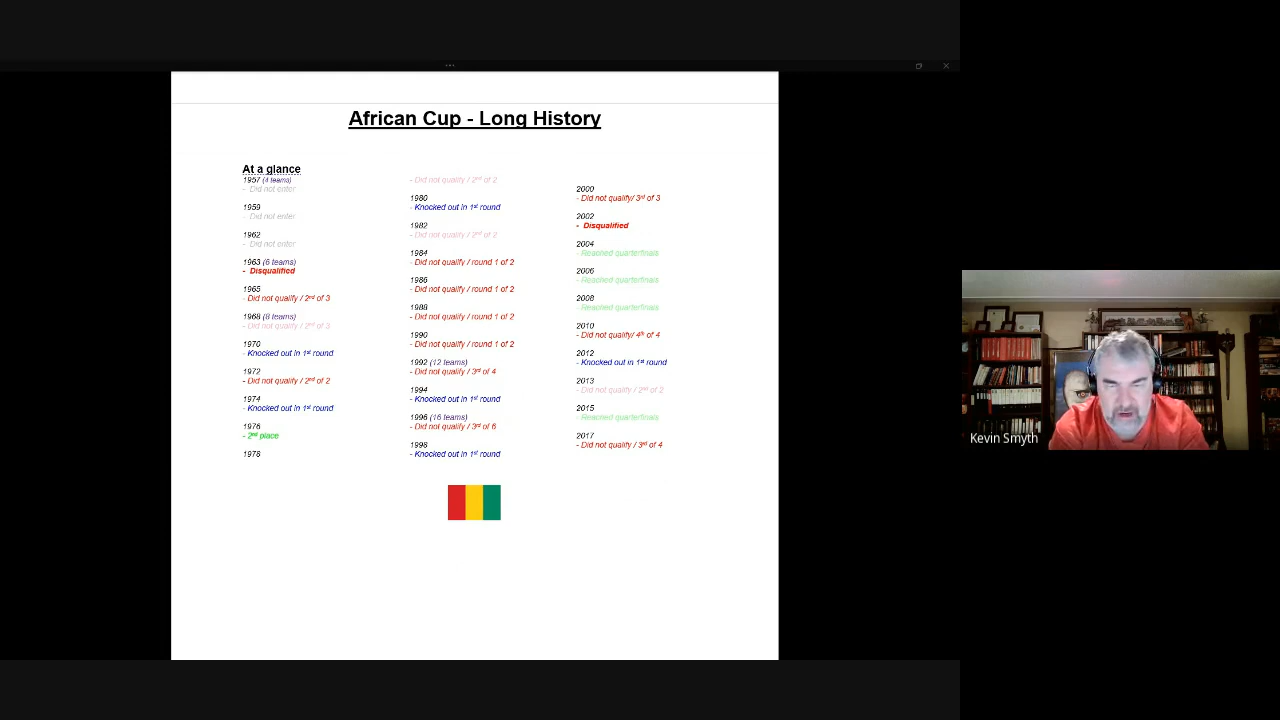 African Cup - Long History
At a glance
1957 (4 teams)
- Did not enter
1959
- Did not enter
1962
- Did not enter
1963 (6 teams)
- Disqualified
1965
- Did not qualify / 2nd of 3
1968 (8 teams)
- Did not qualify / 2nd of 3
1970
- Knocked out in 1st round
1972
- Did not qualify / 2nd of 2
1974
- Knocked out in 1st round
1976
- 2nd place
1978
- Did not qualify / 2nd of 2
1980
- Knocked out in 1st round
1982
- Did not qualify / 2nd of 2
1984
- Did not qualify / round 1 of 2
1986
- Did not qualify / round 1 of 2
1988
- Did not qualify / round 1 of 2
1990
- Did not qualify / round 1 of 2
1992 (12 teams)
- Did not qualify / 3rd of 4
1994
- Knocked out in 1st round
1996 (16 teams)
- Did not qualify / 3rd of 6
1998
- Knocked out in 1st round
2000
- Did not qualify/ 3rd of 3
2002
- Disqualified
2004
- Reached quarterfinals
2006
- Reached quarterfinals
2008
- Reached quarterfinals
2010
- Did not qualify/ 4th of 4
2012
- Knocked out in 1st round
2013
- Did not qualify / 2nd of 2
2015
- Reached quarterfinals
2017
- Did not qualify / 3rd of 4
Kevin Smyth